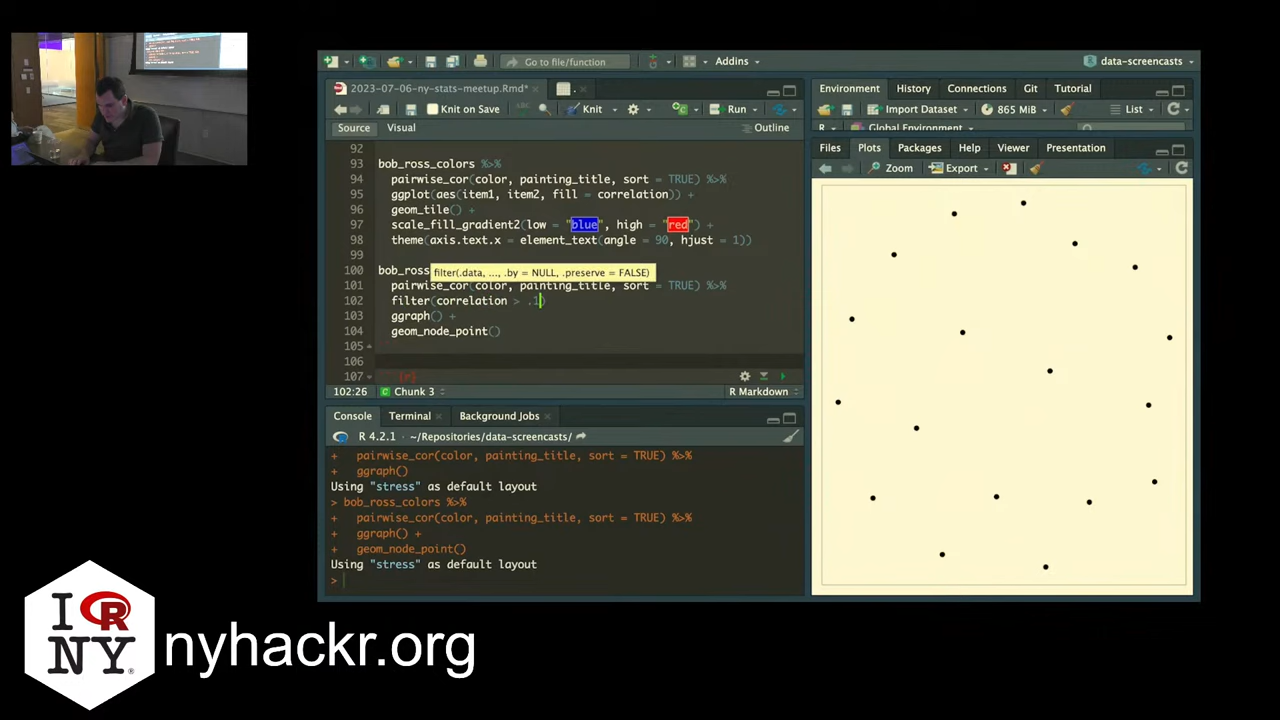 Go to file/function
Addins
data-screencasts
2023-07-06-ny-stats-meetup.Rmd*
Knit on Save
Knit
Run
Source
Visual
Outline
92
93 bob_ross_colors %>%
94 pairwise_cor(color, painting_title, sort = TRUE) %>%
95 ggplot(aes(item1, item2, fill = correlation)) +
96 geom_tile() +
97 scale_fill_gradient2(low = "blue", high = "red") +
98 theme(axis.text.x = element_text(angle = 90, hjust = 1))
99
100 bob_ross
filter(.data, ..., .by = NULL, .preserve = FALSE)
101 pairwise_cor(color, painting_title, sort = TRUE) %>%
102 filter(correlation > .1)
103 ggraph() +
104 geom_node_point()
105
106
107 {r}
102:26
Chunk 3
R Markdown
Console
Terminal
Background Jobs
R 4.2.1 · ~/Repositories/data-screencasts/
+ pairwise_cor(color, painting_title, sort = TRUE) %>%
+ ggraph()
Using "stress" as default layout
> bob_ross_colors %>%
+ pairwise_cor(color, painting_title, sort = TRUE) %>%
+ ggraph() +
+ geom_node_point()
Using "stress" as default layout
>
Environment
History
Connections
Git
Tutorial
Import Dataset
865 MiB
List
R
Global Environment
Files
Plots
Packages
Help
Viewer
Presentation
Zoom
Export
I R
NY®
nyhackr.org